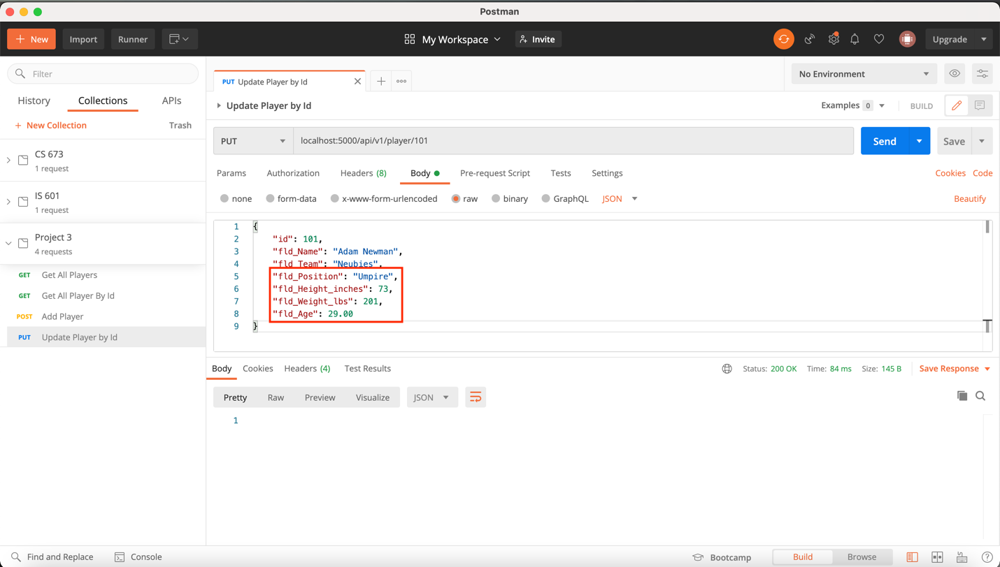 Postman
New
Import
Runner
My Workspace
Invite
Upgrade
Filter
History
Collections
APIs
New Collection
Trash
CS 673
1 request
IS 601
1 request
Project 3
4 requests
GET Get All Players
GET Get All Player By Id
POST Add Player
PUT Update Player by Id
PUT Update Player by Id
No Environment
Update Player by Id
Examples 0
BUILD
PUT
localhost:5000/api/v1/player/101
Send
Save
Params
Authorization
Headers (8)
Body
Pre-request Script
Tests
Settings
Cookies
Code
none
form-data
x-www-form-urlencoded
raw
binary
GraphQL
JSON
Beautify
1 {
2 "id": 101,
3 "fld_Name": "Adam Newman",
4 "fld_Team": "Neubies",
5 "fld_Position": "Umpire",
6 "fld_Height_inches": 73,
7 "fld_Weight_lbs": 201,
8 "fld_Age": 29.00
9 }
Body
Cookies
Headers (4)
Test Results
Status: 200 OK
Time: 84 ms
Size: 145 B
Save Response
Pretty
Raw
Preview
Visualize
JSON
1
Find and Replace
Console
Bootcamp
Build
Browse